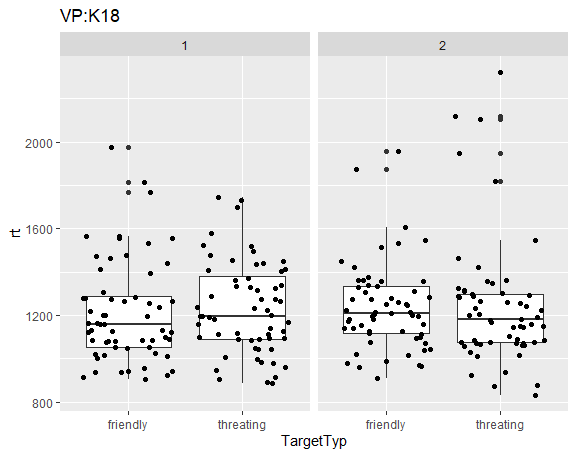 VP:K18
1 2
2000
1600
1200
800
rt
friendly threating friendly threating
TargetTyp